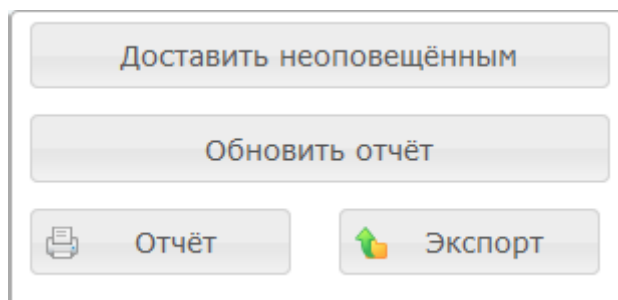 Доставить неоповещённым
Обновить отчёт
Отчёт
Экспорт